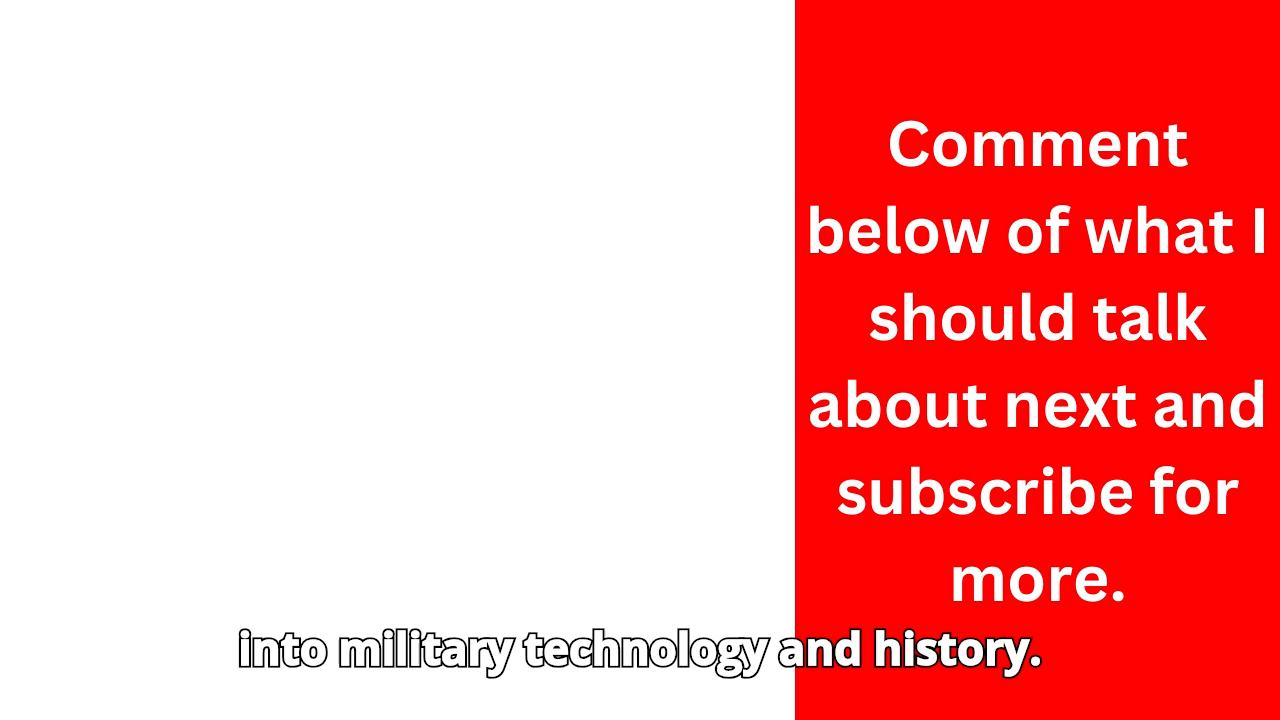 Comment
below of what I
should talk
about next and
subscribe for
more.
into military technology and history.